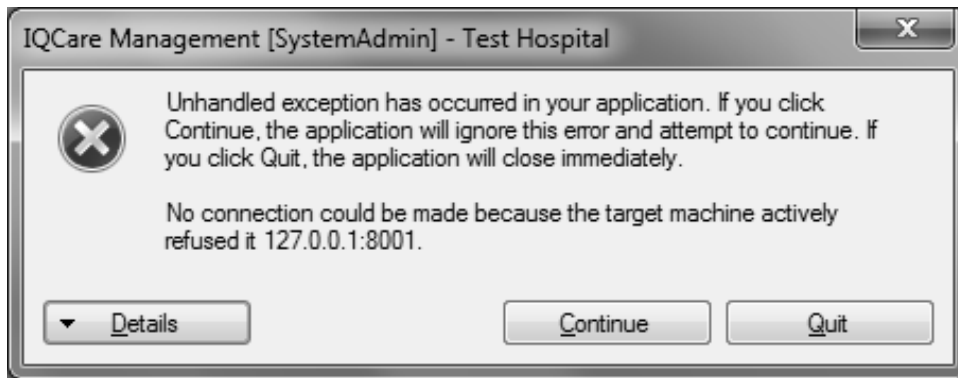 IQCare Management [SystemAdmin] - Test Hospital
Unhandled exception has occurred in your application. If you click
Continue, the application will ignore this error and attempt to continue. If
you click Quit, the application will close immediately.
No connection could be made because the target machine actively
refused it 127.0.0.1:8001.
Details
Continue
Quit